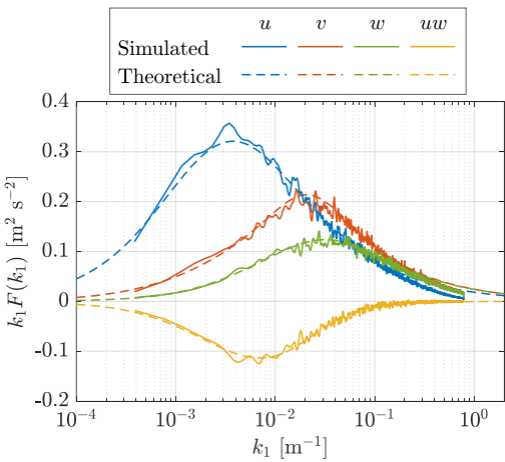 u v w uw
Simulated
Theoretical
0.4
0.3
0.2
0.1
0
-0.1
-0.2
k₁F(k₁) [m² s⁻²]
10⁻⁴ 10⁻³ 10⁻² 10⁻¹ 10⁰
k₁ [m⁻¹]